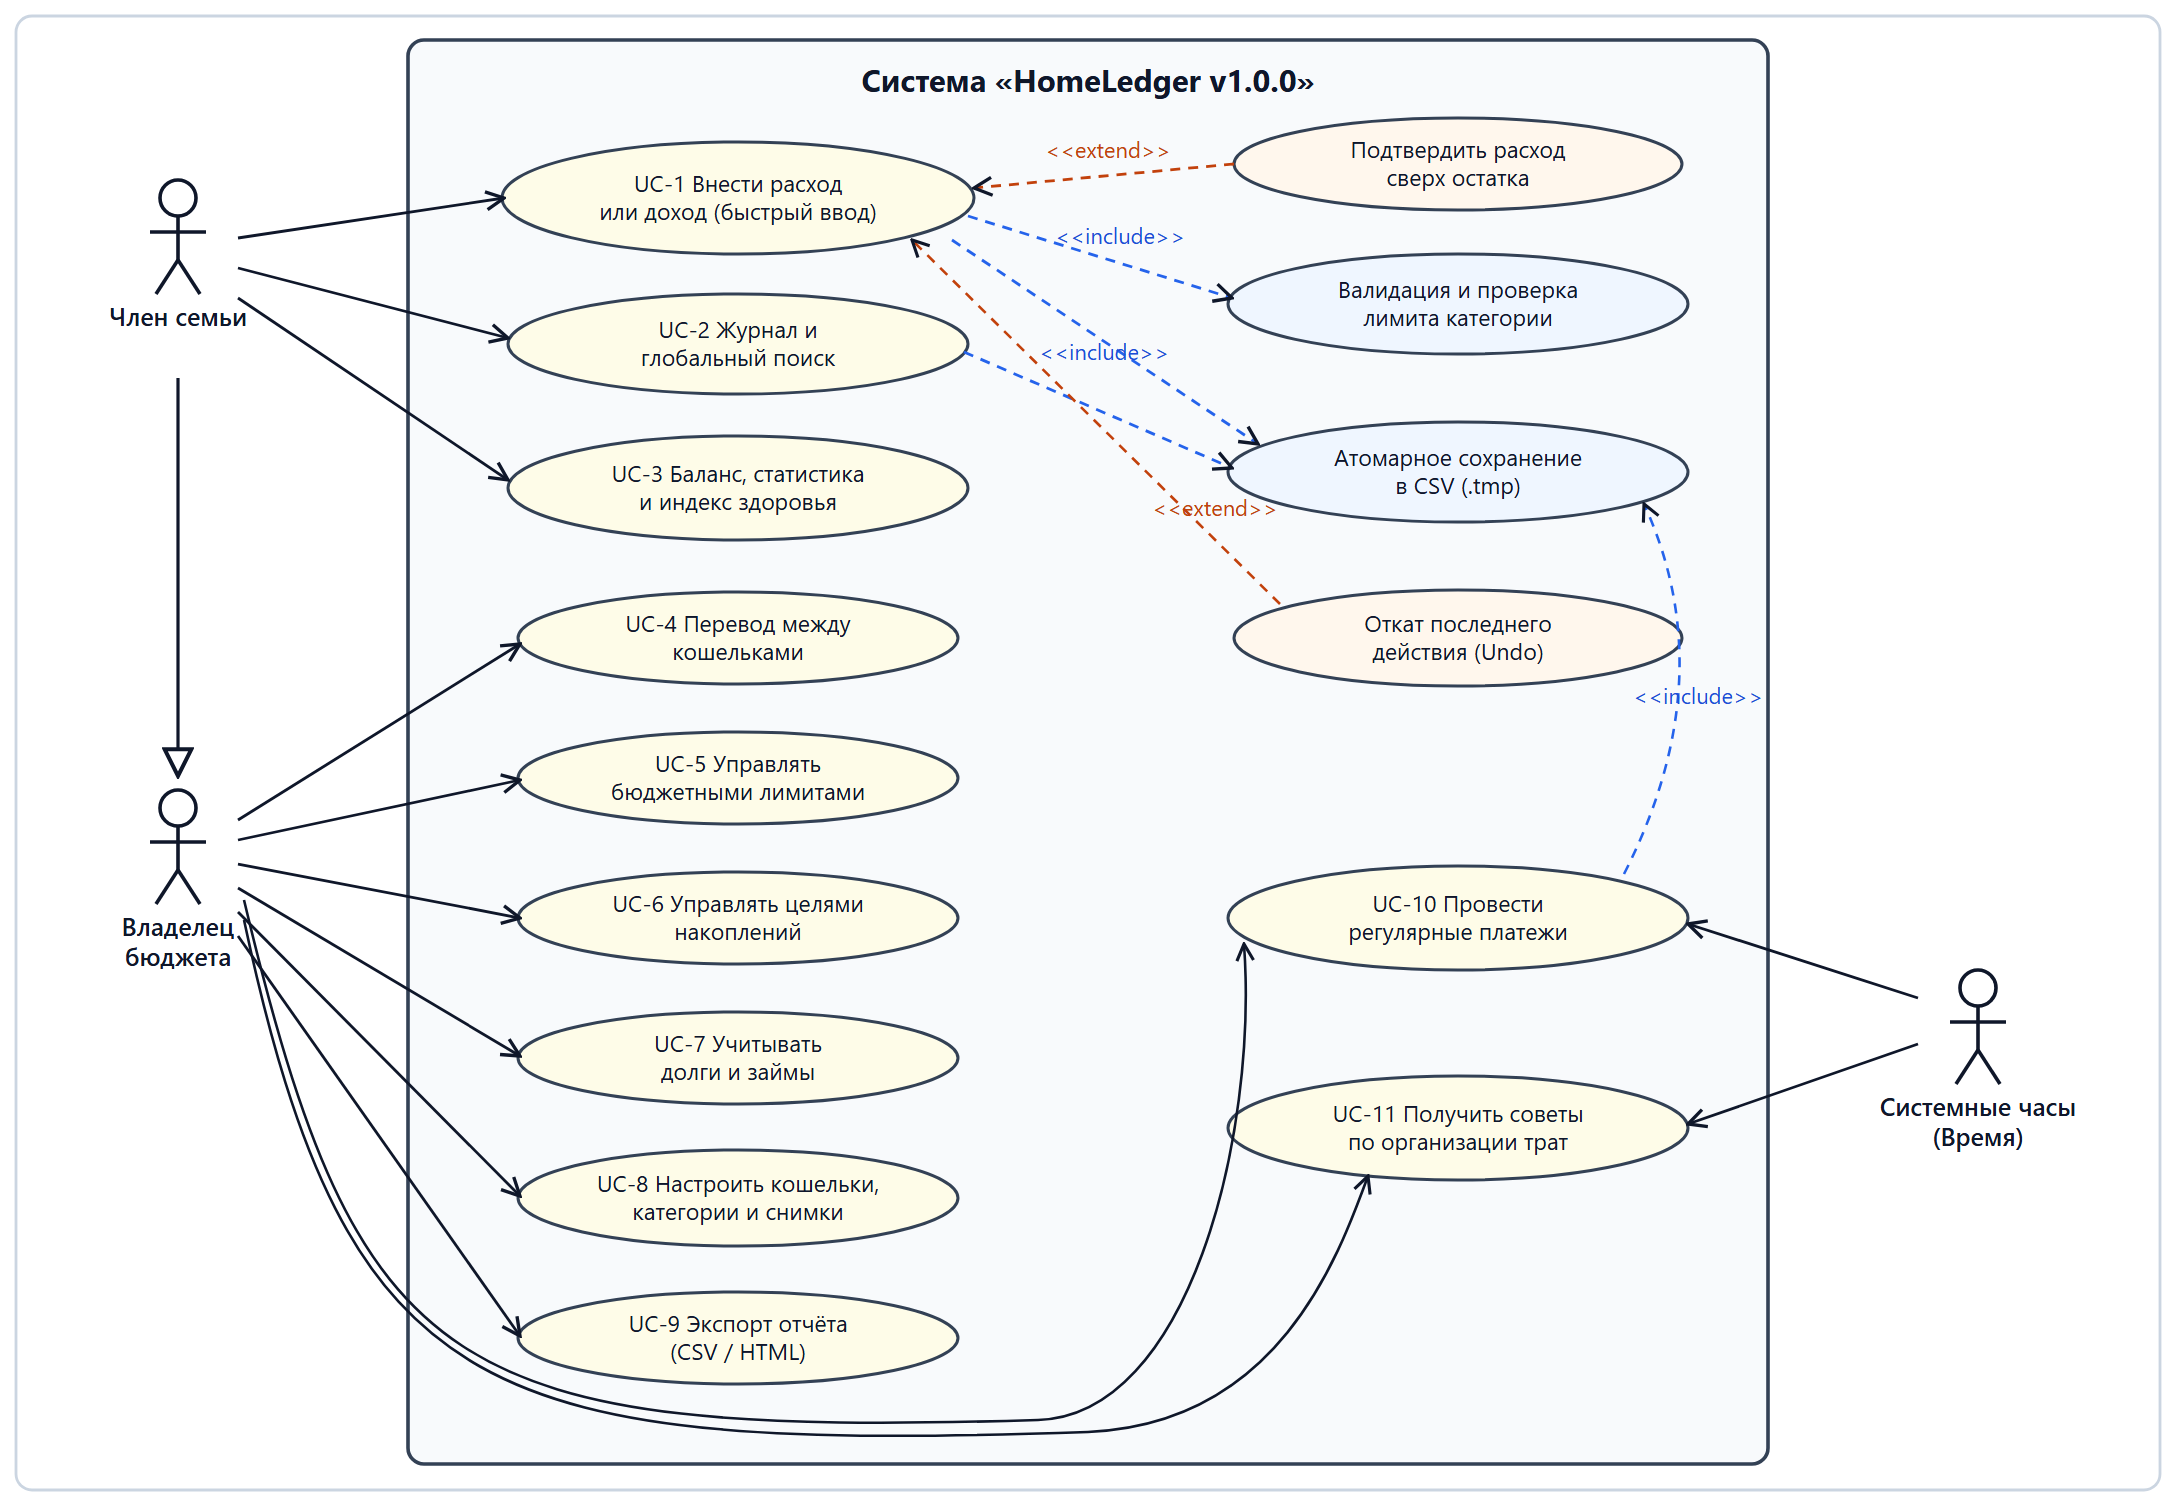 Система «HomeLedger v1.0.0»
Член семьи
Владелец
бюджета
UC-1 Внести расход
или доход (быстрый ввод)
UC-2 Журнал и
глобальный поиск
UC-3 Баланс, статистика
и индекс здоровья
UC-4 Перевод между
кошельками
UC-5 Управлять
бюджетными лимитами
UC-6 Управлять целями
накоплений
UC-7 Учитывать
долги и займы
UC-8 Настроить кошельки,
категории и снимки
UC-9 Экспорт отчёта
(CSV / HTML)
<<extend>>
<<include>>
<<include>>
<<extend>>
Подтвердить расход
сверх остатка
Валидация и проверка
лимита категории
Атомарное сохранение
в CSV (.tmp)
Откат последнего
действия (Undo)
<<include>>
UC-10 Провести
регулярные платежи
UC-11 Получить советы
по организации трат
Системные часы
(Время)